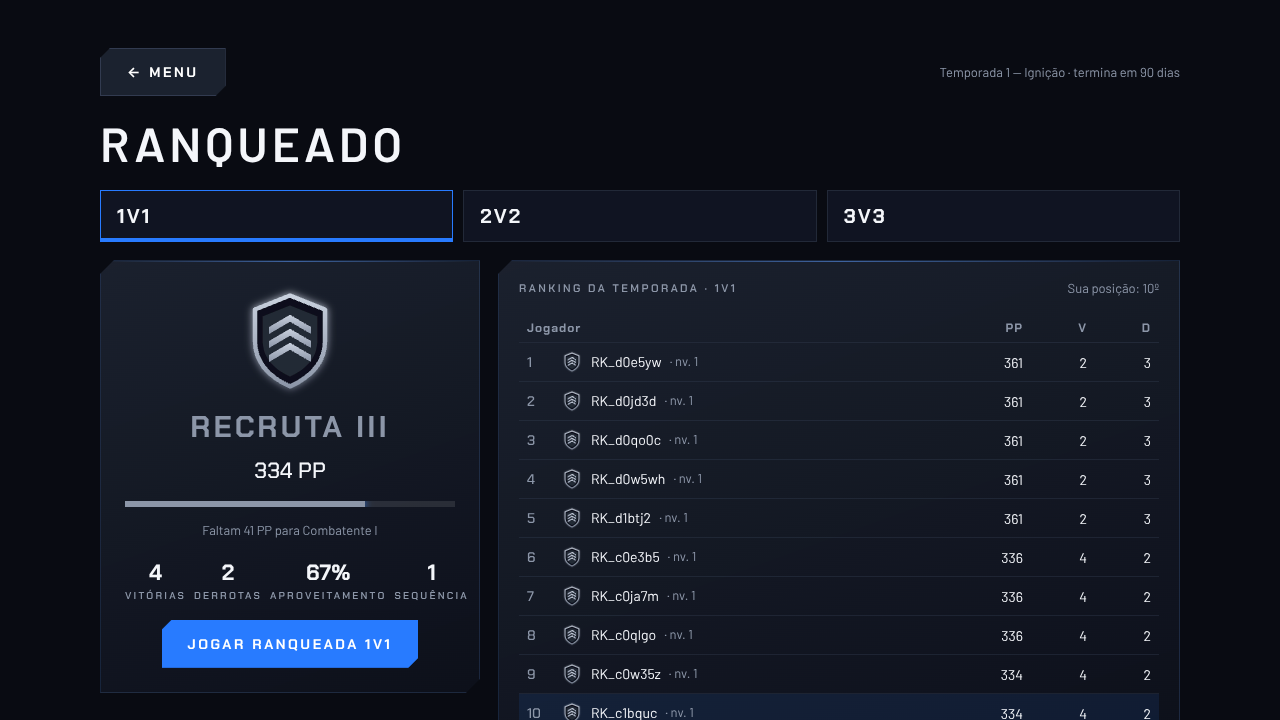 ← MENU
Temporada 1 — Ignição · termina em 90 dias
RANQUEADO
1V1
2V2
3V3
RECRUTA III
334 PP
Faltam 41 PP para Combatente I
4 2 67% 1
VITÓRIAS DERROTAS APROVEITAMENTO SEQUÊNCIA
JOGAR RANQUEADA 1V1
RANKING DA TEMPORADA · 1V1
Sua posição: 10º
Jogador PP V D
1 RK_d0e5yw · nv. 1 361 2 3
2 RK_d0jd3d · nv. 1 361 2 3
3 RK_d0qo0c · nv. 1 361 2 3
4 RK_d0w5wh · nv. 1 361 2 3
5 RK_d1btj2 · nv. 1 361 2 3
6 RK_c0e3b5 · nv. 1 336 4 2
7 RK_c0ja7m · nv. 1 336 4 2
8 RK_c0qlgo · nv. 1 336 4 2
9 RK_c0w35z · nv. 1 334 4 2
10 RK_c1bquc · nv. 1 334 4 2